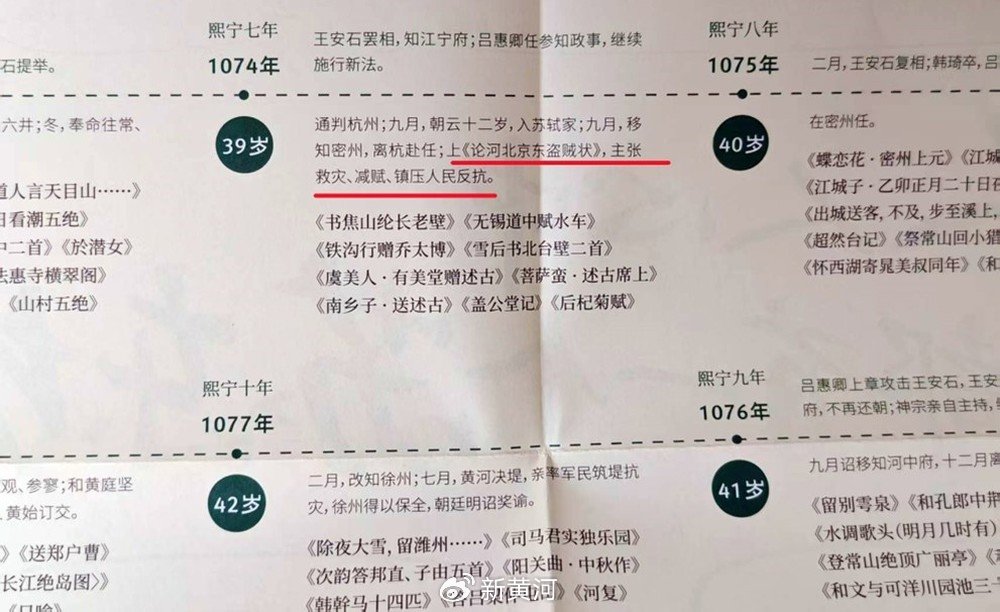 熙宁七年
1074年
王安石罢相,知江宁府;吕惠卿任参知政事,继续
施行新法。
熙宁八年
1075年
二月,王安石复相;韩琦卒,吕
石提举。
六井;冬,奉命往常、
39岁
通判杭州;九月,朝云十二岁,入苏轼家;九月,移
知密州,离杭赴任;上《论河北京东盗贼状》,主张
救灾、减赋、镇压人民反抗。
40岁
在密州任。
道人言天目山……》
日看潮五绝》
中二首》《於潜女》
法惠寺横翠阁》
《山村五绝》
《书焦山纶长老壁》《无锡道中赋水车》
《铁沟行赠乔太博》《雪后书北台壁二首》
《虞美人·有美堂赠述古》《菩萨蛮·述古席上》
《南乡子·送述古》《盖公堂记》《后杞菊赋》
《蝶恋花·密州上元》《江城
《江城子·乙卯正月二十日夜
《出城送客,不及,步至溪上,
《超然台记》《祭常山回小猎
《怀西湖寄晁美叔同年》《和
熙宁十年
1077年
熙宁九年
1076年
吕惠卿上章攻击王安石,王安
府,不再还朝;神宗亲自主持,
观、参寥;和黄庭坚
黄始订交。
42岁
二月,改知徐州;七月,黄河决堤,亲率军民筑堤抗
灾,徐州得以保全,朝廷明诏奖谕。
41岁
九月诏移知河中府,十二月离
》《送郑户曹》
长江绝岛图〉》
《除夜大雪,留潍州……》《司马君实独乐园》
《次韵答邦直、子由五首》《阳关曲·中秋作》
《韩幹马十四匹》
《河复》
《留别雩泉》《和孔郎中荆
《水调歌头(明月几时有)
《登常山绝顶广丽亭》
《和文与可洋川园池三十
新黄河